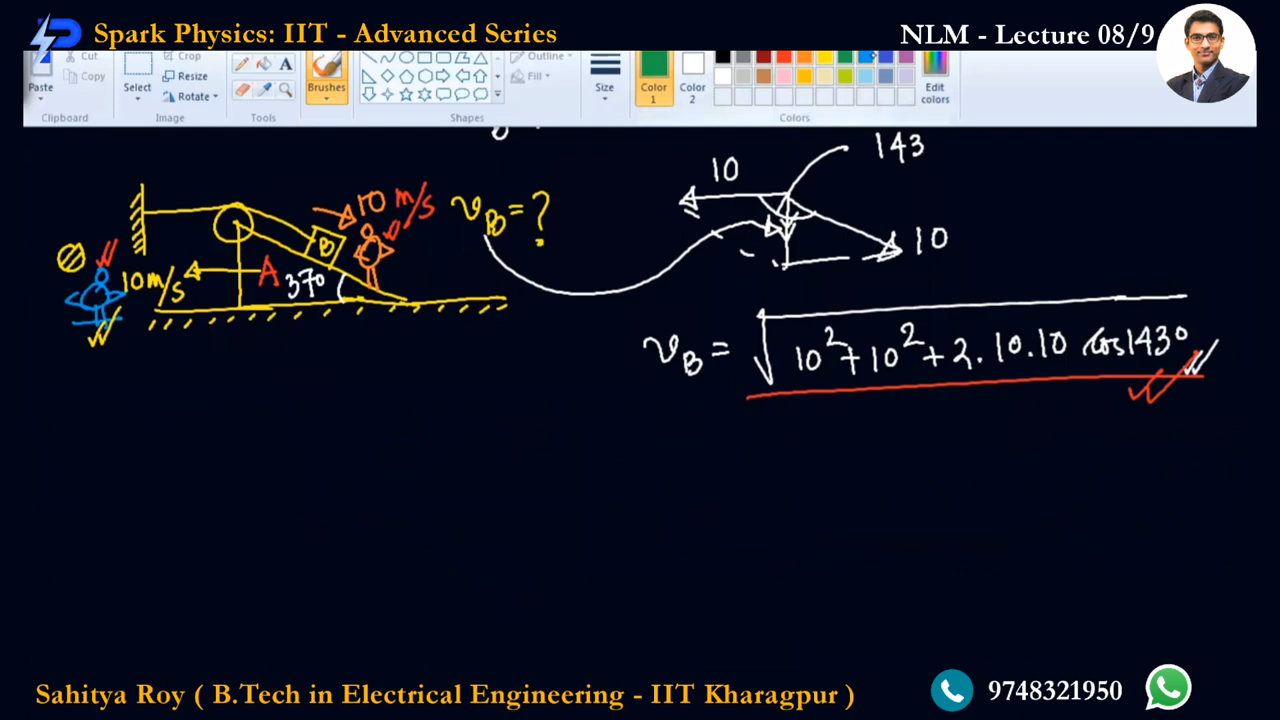 Spark Physics: IIT - Advanced Series
NLM - Lecture 08/9
Paste
Cut
Copy
Clipboard
Select
Crop
Resize
Rotate
Image
A
Tools
Brushes
Outline
Fill
Shapes
Size
Color
1
Color
2
Edit
colors
Colors
10 m/s
B
10m/s
A
37°
v_B = ?
10
143
10
v_B = √10² + 10² + 2.10.10 cos143°
Sahitya Roy ( B.Tech in Electrical Engineering - IIT Kharagpur )
9748321950